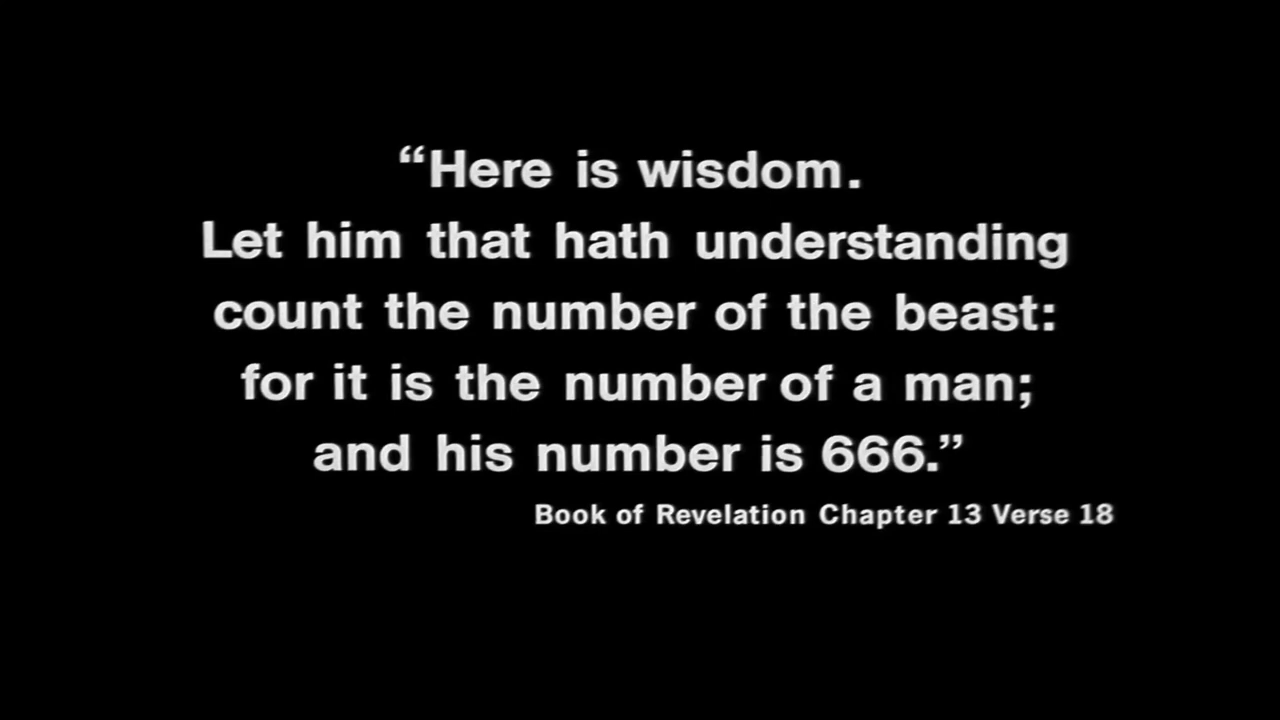 “Here is wisdom.
Let him that hath understanding
count the number of the beast:
for it is the number of a man;
and his number is 666.”
Book of Revelation Chapter 13 Verse 18